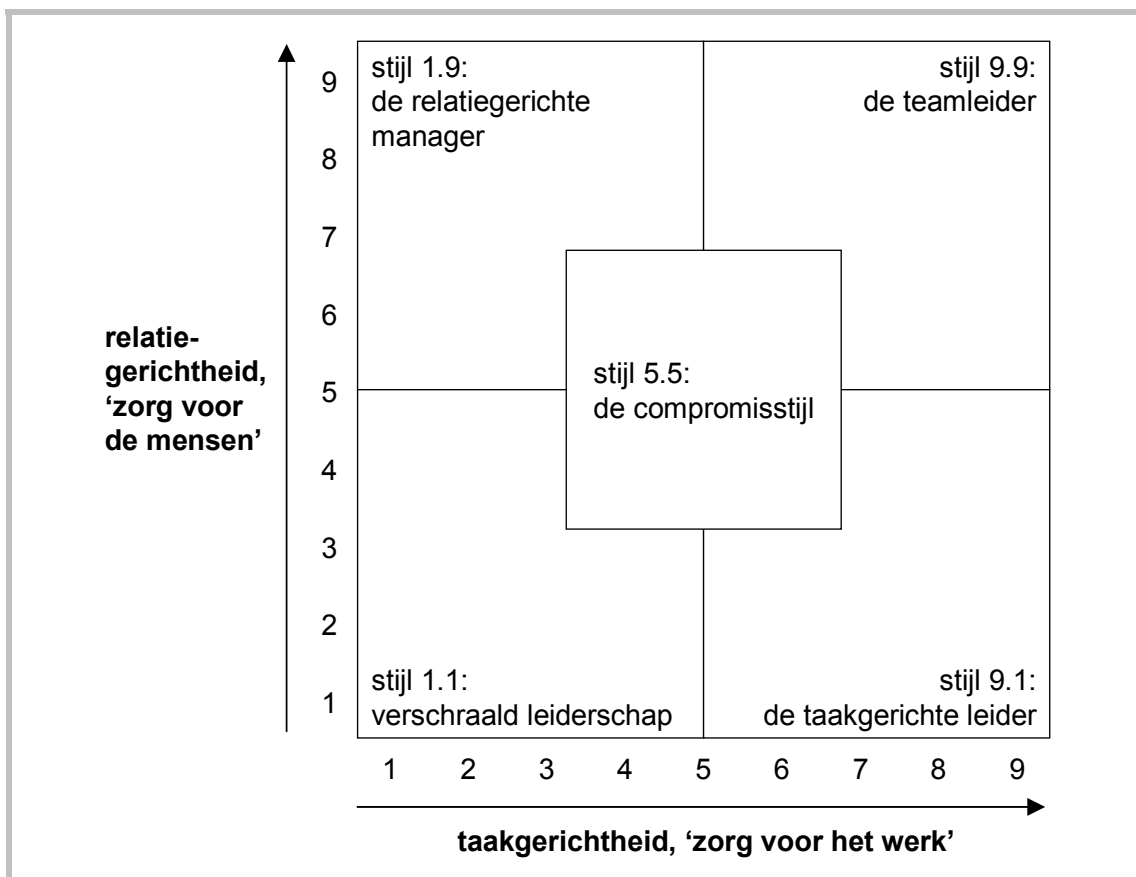 9
8
7
6
5
4
3
2
1
stijl 1.9:
de relatiegerichte
manager
stijl 9.9:
de teamleider
relatie-
gerichtheid,
‘zorg voor
de mensen’
stijl 5.5:
de compromisstijl
stijl 1.1:
verschraald leiderschap
stijl 9.1:
de taakgerichte leider
1 2 3 4 5 6 7 8 9
taakgerichtheid, ‘zorg voor het werk’